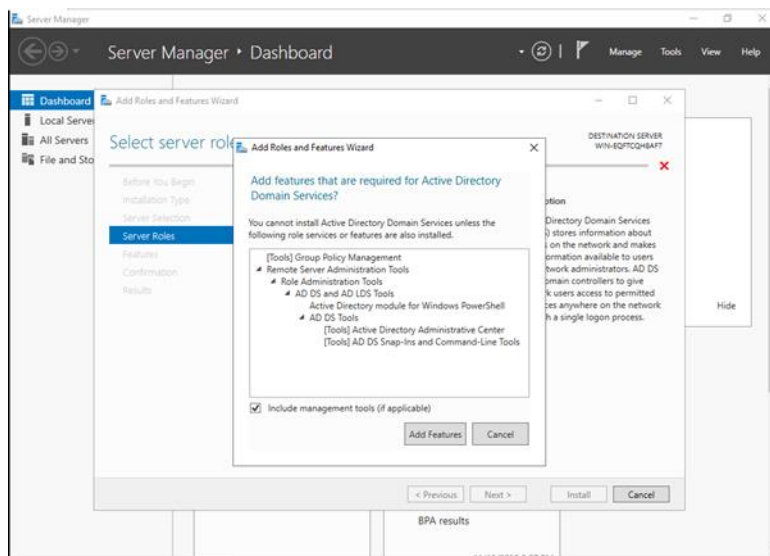 Server Manager
Server Manager • Dashboard
Manage Tools View Help
Dashboard
Local Server
All Servers
File and Sto
Add Roles and Features Wizard
Select server role
DESTINATION SERVER
WIN-EQFTCQH8AF7
Before You Begin
Installation Type
Server Selection
Server Roles
Features
Confirmation
Results
Add Roles and Features Wizard
Add features that are required for Active Directory
Domain Services?
You cannot install Active Directory Domain Services unless the
following role services or features are also installed.
[Tools] Group Policy Management
Remote Server Administration Tools
Role Administration Tools
AD DS and AD LDS Tools
Active Directory module for Windows PowerShell
AD DS Tools
[Tools] Active Directory Administrative Center
[Tools] AD DS Snap-Ins and Command-Line Tools
Include management tools (if applicable)
Add Features Cancel
ption
Directory Domain Services
) stores information about
on the network and makes
ormation available to users
twork administrators. AD DS
omain controllers to give
k users access to permitted
ces anywhere on the network
h a single logon process.
Hide
< Previous Next > Install Cancel
BPA results